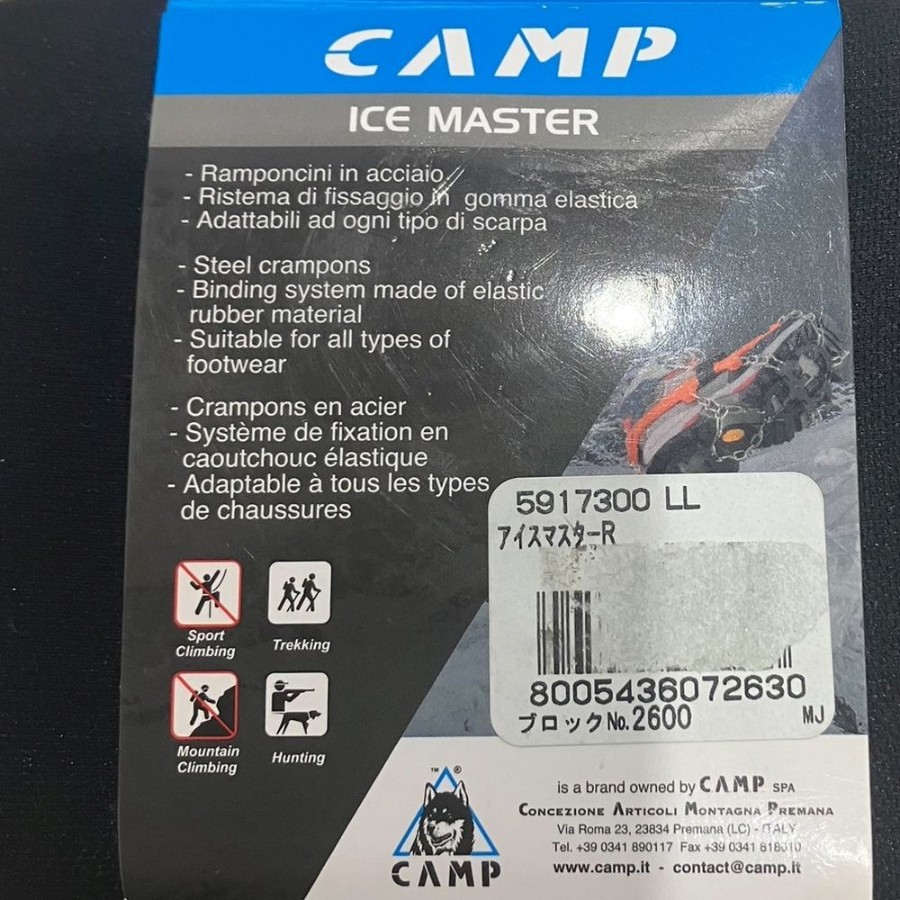 CAMP
ICE MASTER
- Ramponcini in acciaio
- Ristema di fissaggio in gomma elastica
- Adattabili ad ogni tipo di scarpa
- Steel crampons
- Binding system made of elastic
rubber material
- Suitable for all types of
footwear
- Crampons en acier
- Système de fixation en
caoutchouc élastique
- Adaptable à tous les types
de chaussures
Sport
Climbing
Trekking
Mountain
Climbing
Hunting
5917300 LL
アイスマスターR
8005436072630
ブロックNo.2600 MJ
TM ®
CAMP
is a brand owned by CAMP SPA
CONCEZIONE ARTICOLI MONTAGNA PREMANA
Via Roma 23, 23834 Premana (LC) - ITALY
Tel. +39 0341 890117 Fax +39 0341 818010
www.camp.it - contact@camp.it